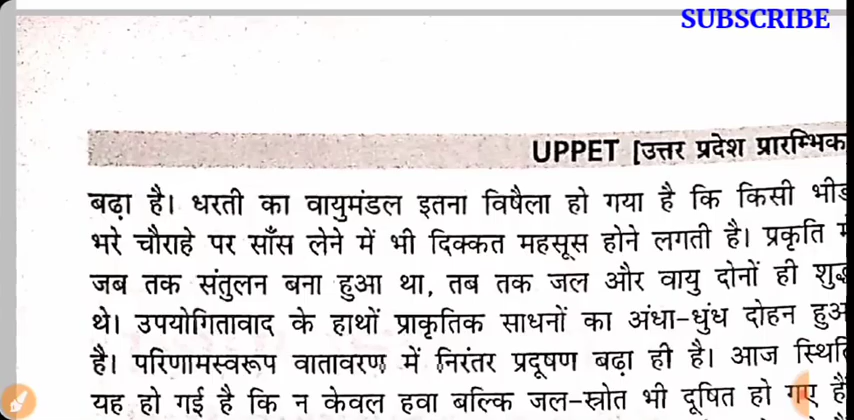 SUBSCRIBE
UPPET [उत्तर प्रदेश प्रारम्भिक
बढ़ा है। धरती का वायुमंडल इतना विषैला हो गया है कि किसी भीड़
भरे चौराहे पर साँस लेने में भी दिक्कत महसूस होने लगती है। प्रकृति में
जब तक संतुलन बना हुआ था, तब तक जल और वायु दोनों ही शुद्ध
थे। उपयोगितावाद के हाथों प्राकृतिक साधनों का अंधा-धुंध दोहन हुआ
है। परिणामस्वरूप वातावरण में निरंतर प्रदूषण बढ़ा ही है। आज स्थिति
यह हो गई है कि न केवल हवा बल्कि जल-स्रोत भी दूषित हो गए हैं